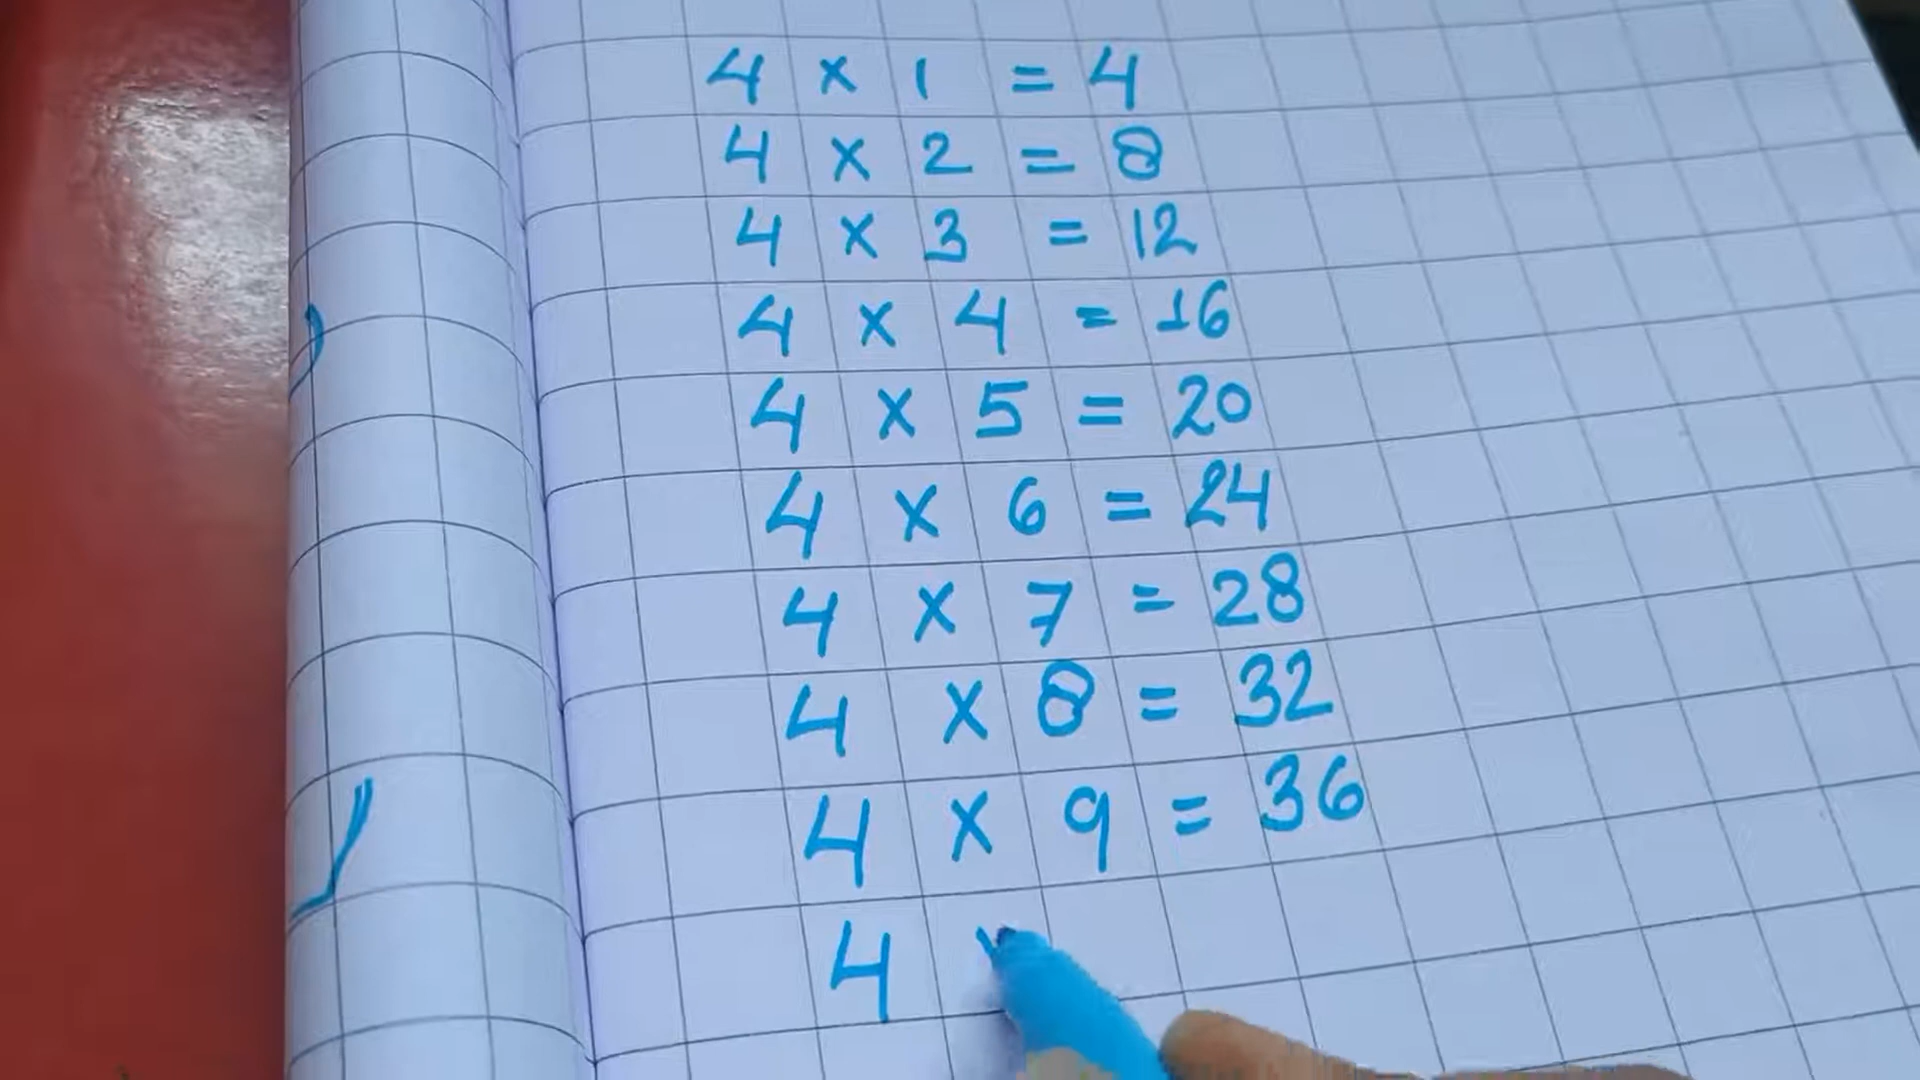 4 × 1 = 4
4 × 2 = 8
4 × 3 = 12
4 × 4 = 16
4 × 5 = 20
4 × 6 = 24
4 × 7 = 28
4 × 8 = 32
4 × 9 = 36
4